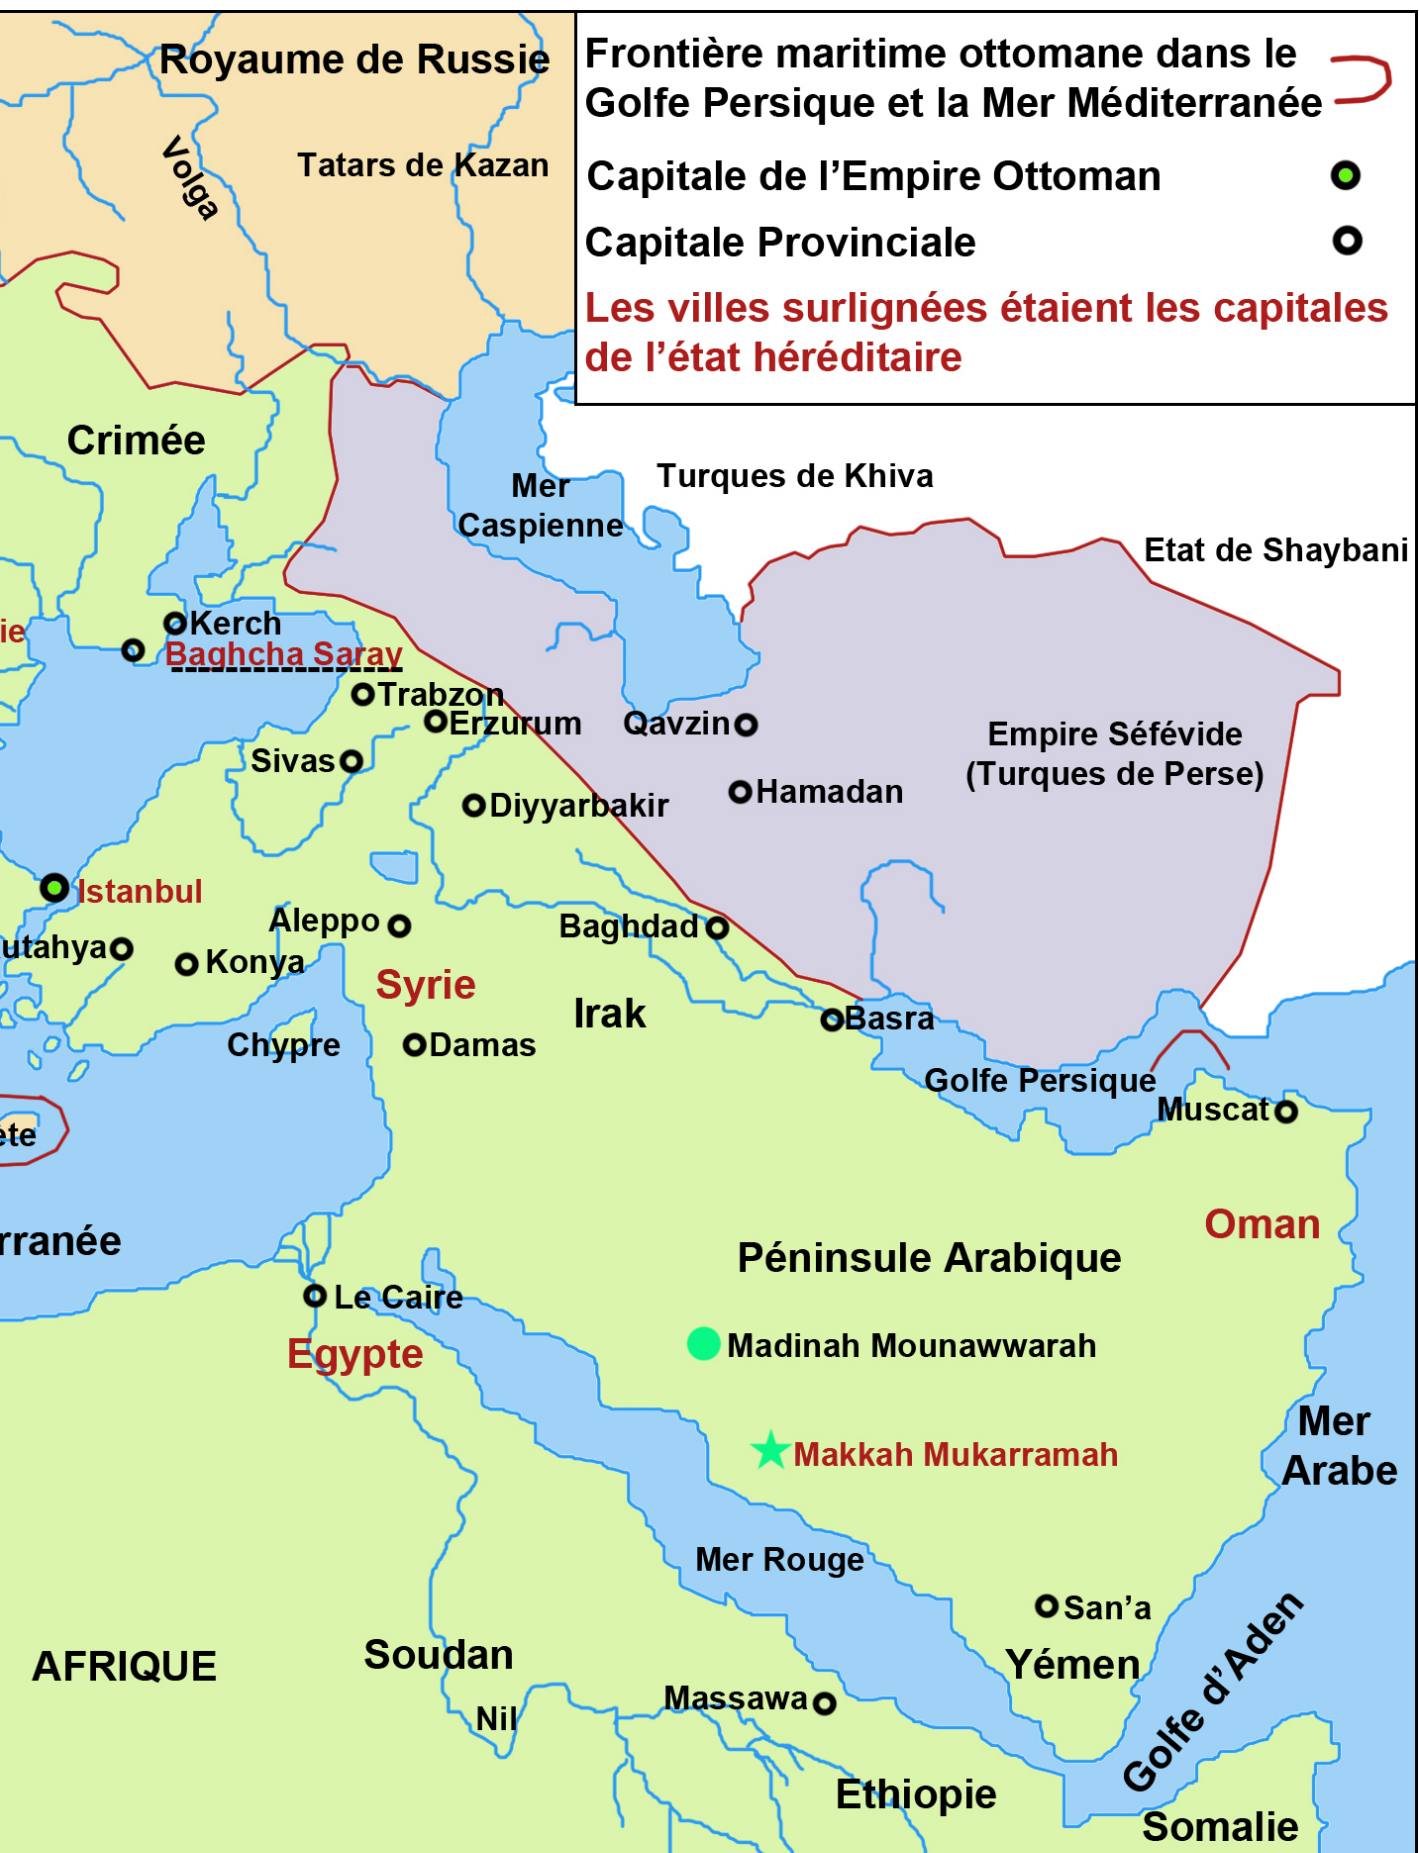 Royaume de Russie
Frontière maritime ottomane dans le
Golfe Persique et la Mer Méditerranée
Capitale de l’Empire Ottoman
Capitale Provinciale
Les villes surlignées étaient les capitales
de l’état héréditaire
Volga
Tatars de Kazan
Crimée
Mer
Caspienne
Turques de Khiva
Etat de Shaybani
ie
Kerch
Baghcha Saray
Trabzon
Erzurum
Qavzin
Empire Séfévide
(Turques de Perse)
Sivas
Diyyarbakir
Hamadan
Istanbul
Aleppo
Baghdad
utahya
Konya
Syrie
Irak
Basra
Chypre
Damas
Golfe Persique
Muscat
ète
Oman
rranée
Péninsule Arabique
Le Caire
Egypte
Madinah Mounawwarah
Mer
Arabe
Makkah Mukarramah
Mer Rouge
San’a
Yémen
Golfe d’Aden
AFRIQUE
Soudan
Nil
Massawa
Ethiopie
Somalie